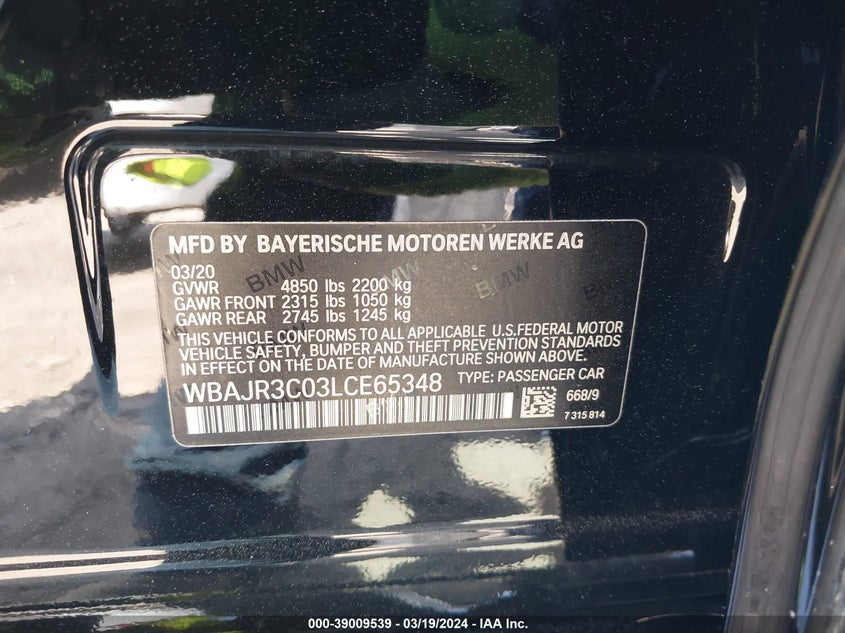 MFD BY BAYERISCHE MOTOREN WERKE AG
03/20
GVWR 4850 lbs 2200 kg
GAWR FRONT 2315 lbs 1050 kg
GAWR REAR 2745 lbs 1245 kg
THIS VEHICLE CONFORMS TO ALL APPLICABLE U.S.FEDERAL MOTOR
VEHICLE SAFETY, BUMPER AND THEFT PREVENTION STANDARDS
IN EFFECT ON THE DATE OF MANUFACTURE SHOWN ABOVE.
WBAJR3C03LCE65348 TYPE: PASSENGER CAR
668/9
7 315 814
BMW
BMW
BMW
000-39009539 - 03/19/2024 - IAA Inc.